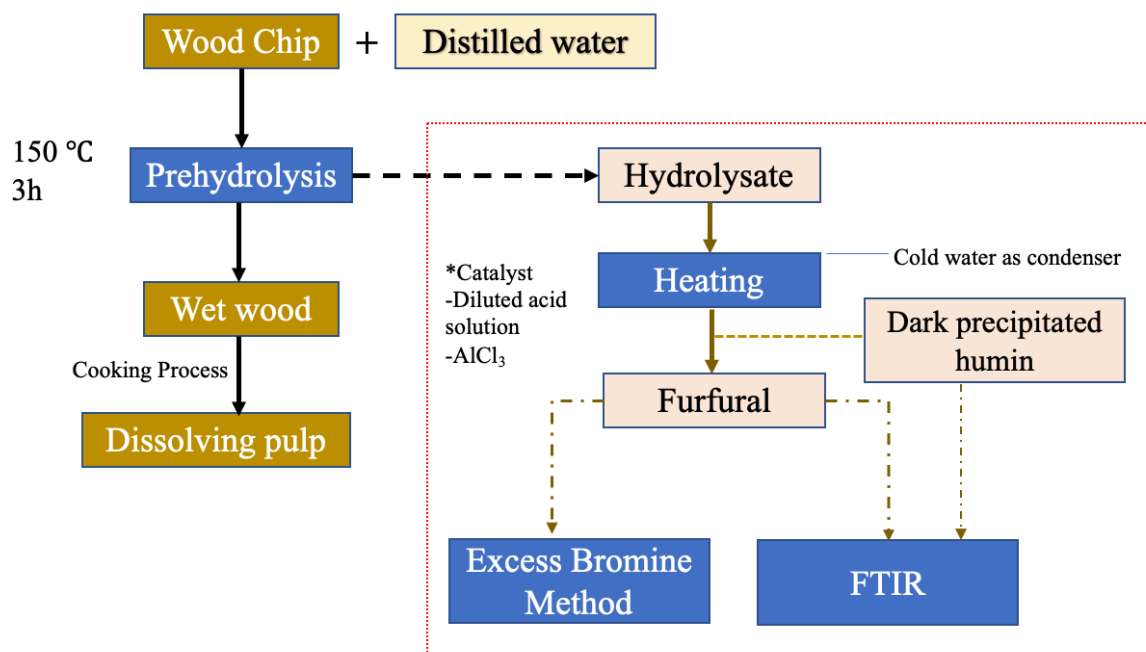 Wood Chip + Distilled water
150 ℃
3h
Prehydrolysis
Hydrolysate
Cold water as condenser
Heating
*Catalyst
-Diluted acid
solution
-AlCl₃
Wet wood
Dark precipitated
humin
Cooking Process
Furfural
Dissolving pulp
Excess Bromine
Method
FTIR